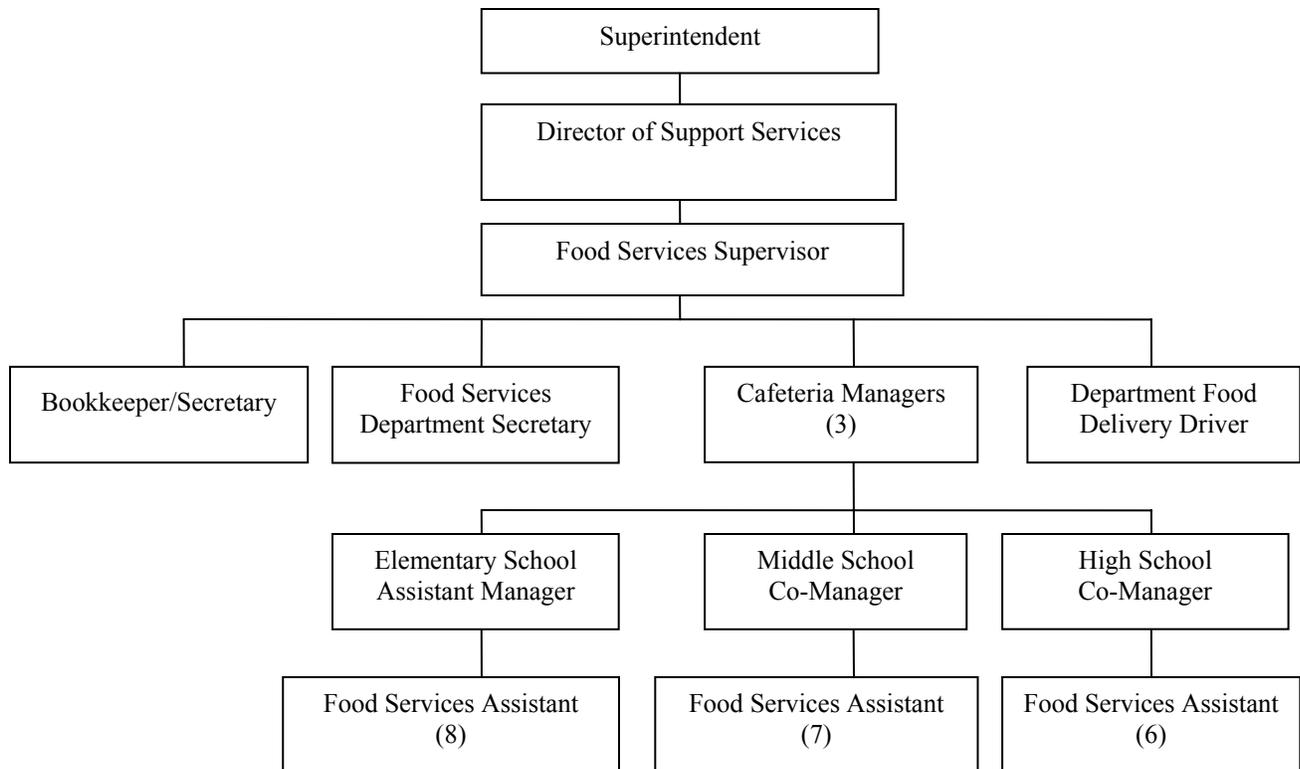 Superintendent
Director of Support Services
Food Services Supervisor
Bookkeeper/Secretary
Food Services
Department Secretary
Cafeteria Managers
(3)
Department Food
Delivery Driver
Elementary School
Assistant Manager
Middle School
Co-Manager
High School
Co-Manager
Food Services Assistant
(8)
Food Services Assistant
(7)
Food Services Assistant
(6)